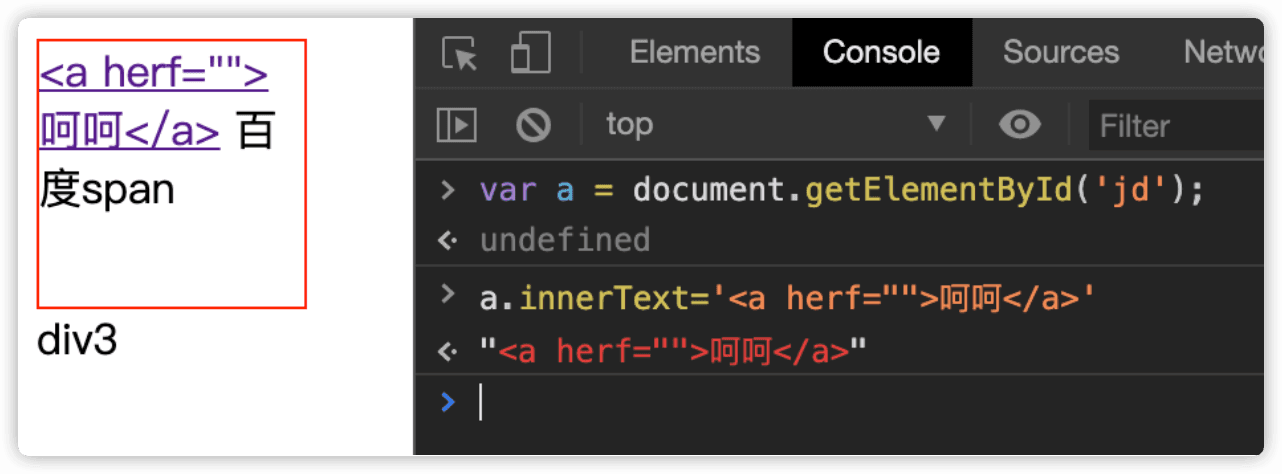 <a herf="">
呵呵</a> 百
度span
div3
Elements Console Sources Netwo
top Filter
var a = document.getElementById('jd');
undefined
a.innerText='<a herf="">呵呵</a>'
"<a herf="">呵呵</a>"